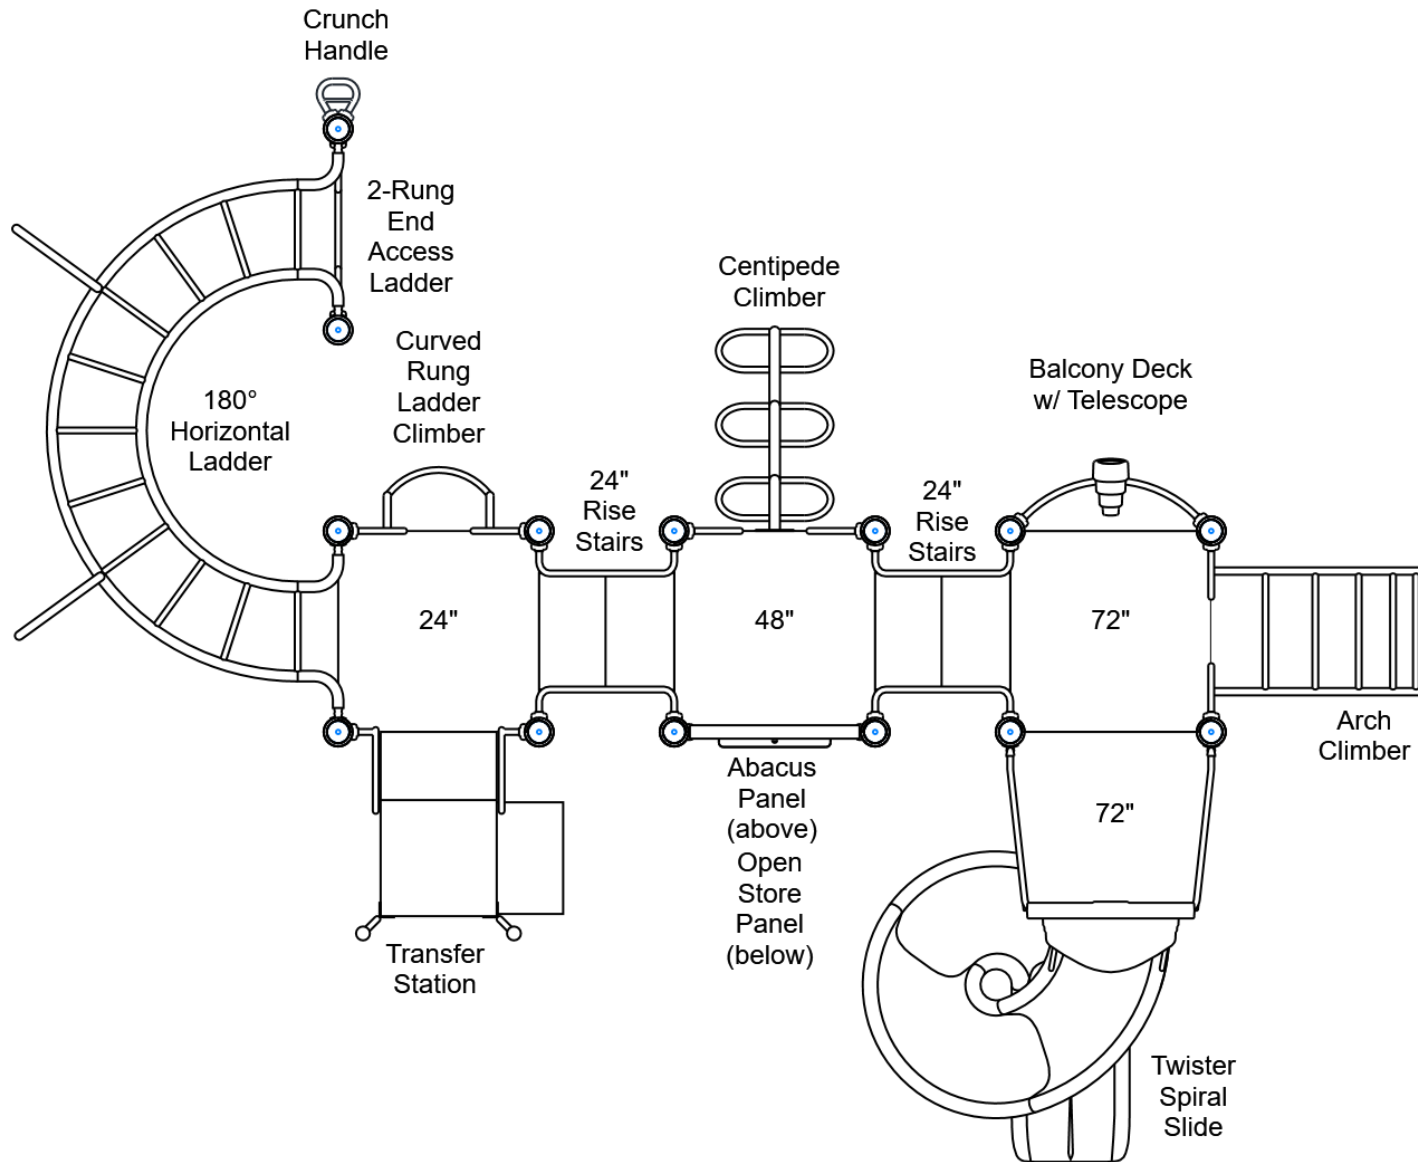 Crunch
Handle
2-Rung
End
Access
Ladder
180°
Horizontal
Ladder
Curved
Rung
Ladder
Climber
24"
Rise
Stairs
Centipede
Climber
24"
Rise
Stairs
Balcony Deck
w/ Telescope
24"
48"
72"
Arch
Climber
Transfer
Station
Abacus
Panel
(above)
Open
Store
Panel
(below)
72"
Twister
Spiral
Slide